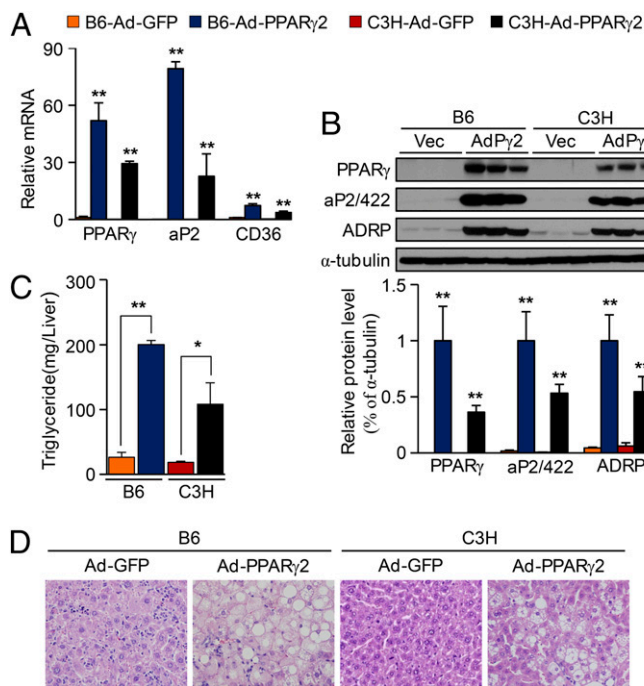 A
B6-Ad-GFP B6-Ad-PPARγ2 C3H-Ad-GFP C3H-Ad-PPARγ2
Relative mRNA
90
60
30
0
** ** ** ** ** **
PPARγ aP2 CD36
B
B6 C3H
Vec AdPγ2 Vec AdPγ
PPARγ
aP2/422
ADRP
α-tubulin
Relative protein level
(% of α-tubulin)
1.5
1
0.5
0
** ** ** ** ** **
PPARγ aP2/422 ADRP
C
Triglyceride(mg/Liver)
300
200
100
0
** *
B6 C3H
D
B6 C3H
Ad-GFP Ad-PPARγ2 Ad-GFP Ad-PPARγ2